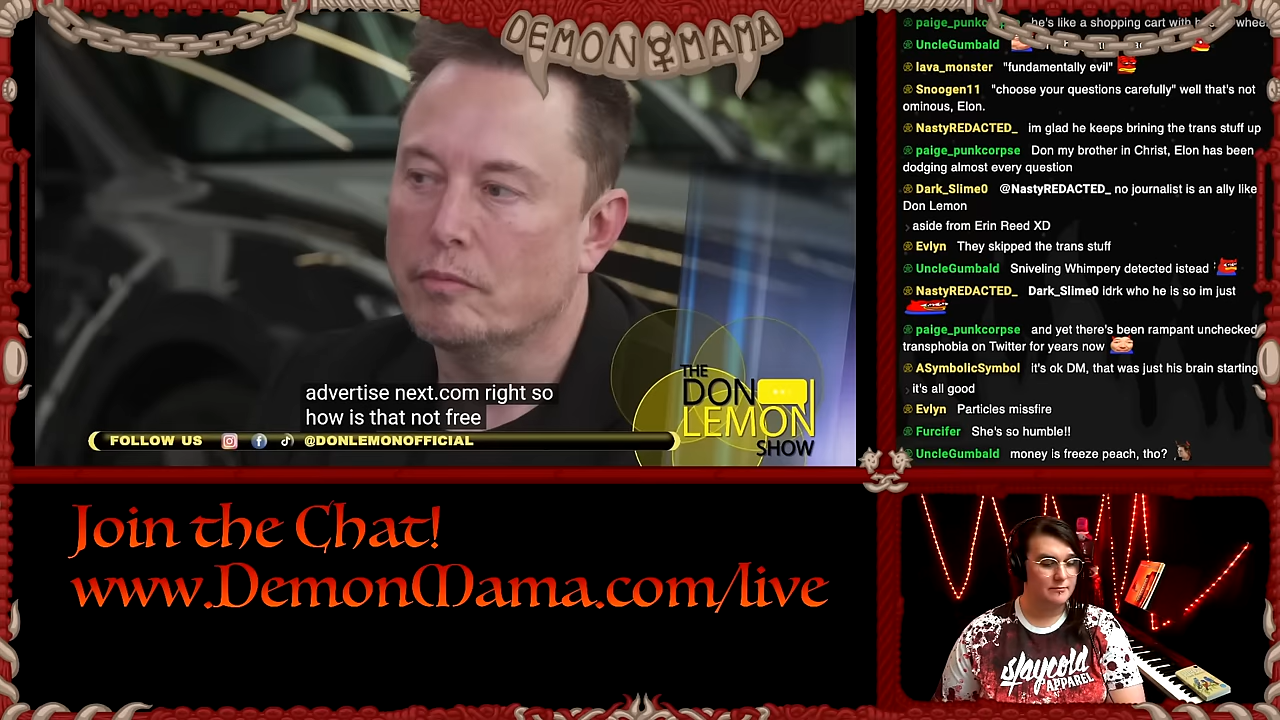 DEMON MAMA
advertise next.com right so
how is that not free
THE
DON
LEMON
SHOW
FOLLOW US @DONLEMONOFFICIAL
paige_punkc he's like a shopping cart with
UncleGumbald
lava_monster "fundamentally evil"
Snoogen11 "choose your questions carefully" well that's not
ominous, Elon.
NastyREDACTED_ im glad he keeps brining the trans stuff up
paige_punkcorpse Don my brother in Christ, Elon has been
dodging almost every question
Dark_Slime0 @NastyREDACTED_ no journalist is an ally like
Don Lemon
aside from Erin Reed XD
Evlyn They skipped the trans stuff
UncleGumbald Sniveling Whimpery detected istead
NastyREDACTED_ Dark_Slime0 idrk who he is so im just
paige_punkcorpse and yet there's been rampant unchecked
transphobia on Twitter for years now
ASymbolicSymbol it's ok DM, that was just his brain starting
it's all good
Evlyn Particles missfire
Furcifer She's so humble!!
UncleGumbald money is freeze peach, tho?
Join the Chat!
www.DemonMama.com/live
slaycold
APPAREL